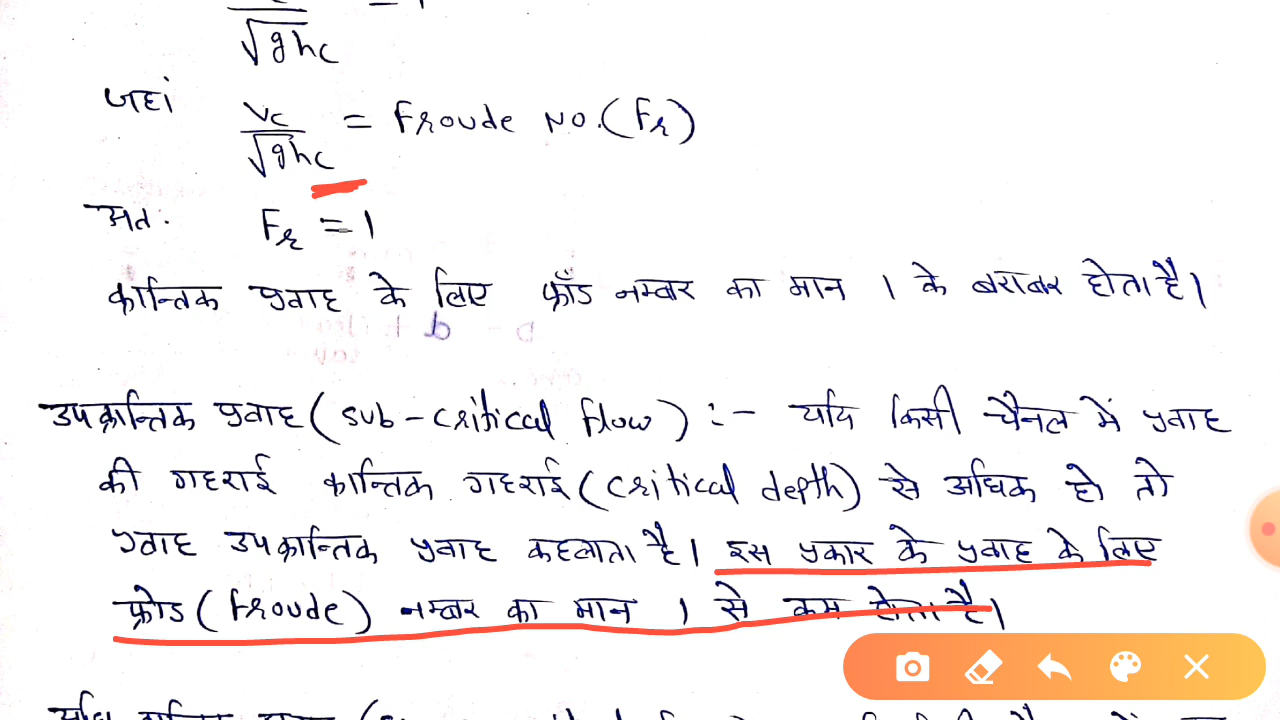 √ghc
जहां
Vc/√ghc = Froude No. (Fr)
अतः Fr = 1
क्रान्तिक प्रवाह के लिए फ्रॉड नम्बर का मान 1 के बराबर होता है।
उपक्रान्तिक प्रवाह (sub-critical flow) :- यदि किसी चैनल में प्रवाह
की गहराई क्रान्तिक गहराई (critical depth) से अधिक हो तो
प्रवाह उपक्रान्तिक प्रवाह कहलाता है। इस प्रकार के प्रवाह के लिए
फ्रोड (froude) नम्बर का मान 1 से कम होता है।